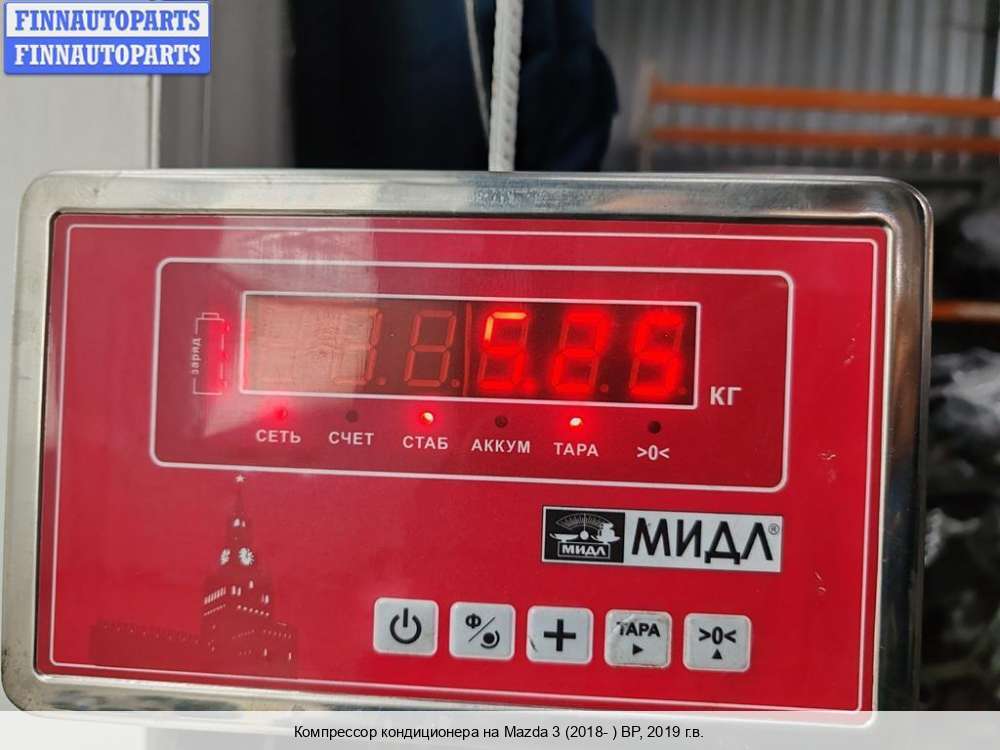 FINNAUTOPARTS
FINNAUTOPARTS
заряд
5.25
КГ
СЕТЬ СЧЕТ СТАБ АККУМ ТАРА >0<
МИДЛ МИДЛ®
Ф
ТАРА >0<
Компрессор кондиционера на Mazda 3 (2018- ) BP, 2019 г.в.